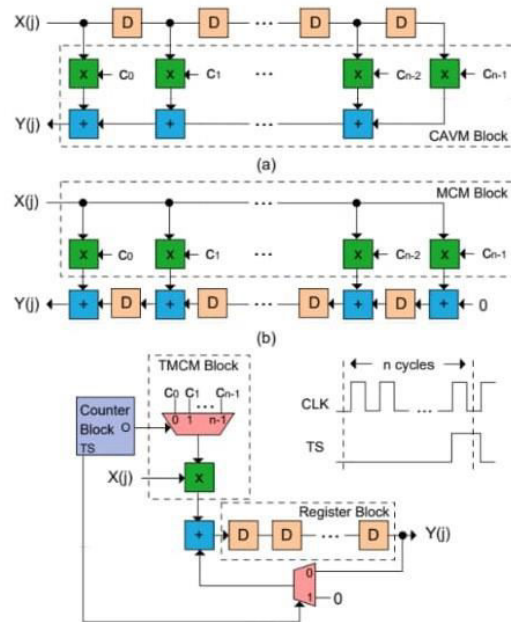 X(j) D D ... D D
x C0 x C1 ... x Cn-2 x Cn-1
Y(j) + + ... +
CAVM Block
(a)
MCM Block
X(j) ...
x C0 x C1 x Cn-2 x Cn-1
Y(j) + D + D ... D + D + 0
(b)
TMCM Block
C0 C1 ... Cn-1
0 1 n-1
Counter
Block O
TS
X(j) x
Register Block
+ D D ... D Y(j)
0
1 0
n cycles
CLK ...
TS